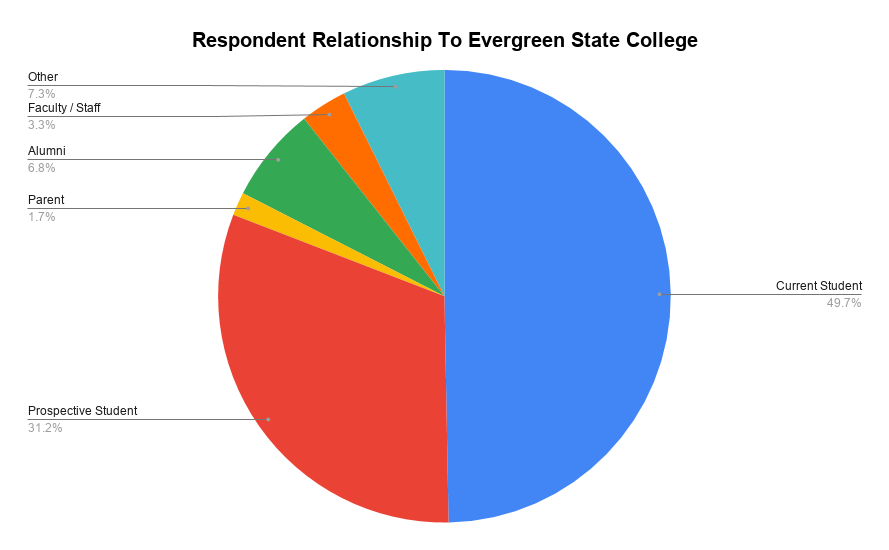 Respondent Relationship To Evergreen State College
Other
7.3%
Faculty / Staff
3.3%
Alumni
6.8%
Parent
1.7%
Current Student
49.7%
Prospective Student
31.2%